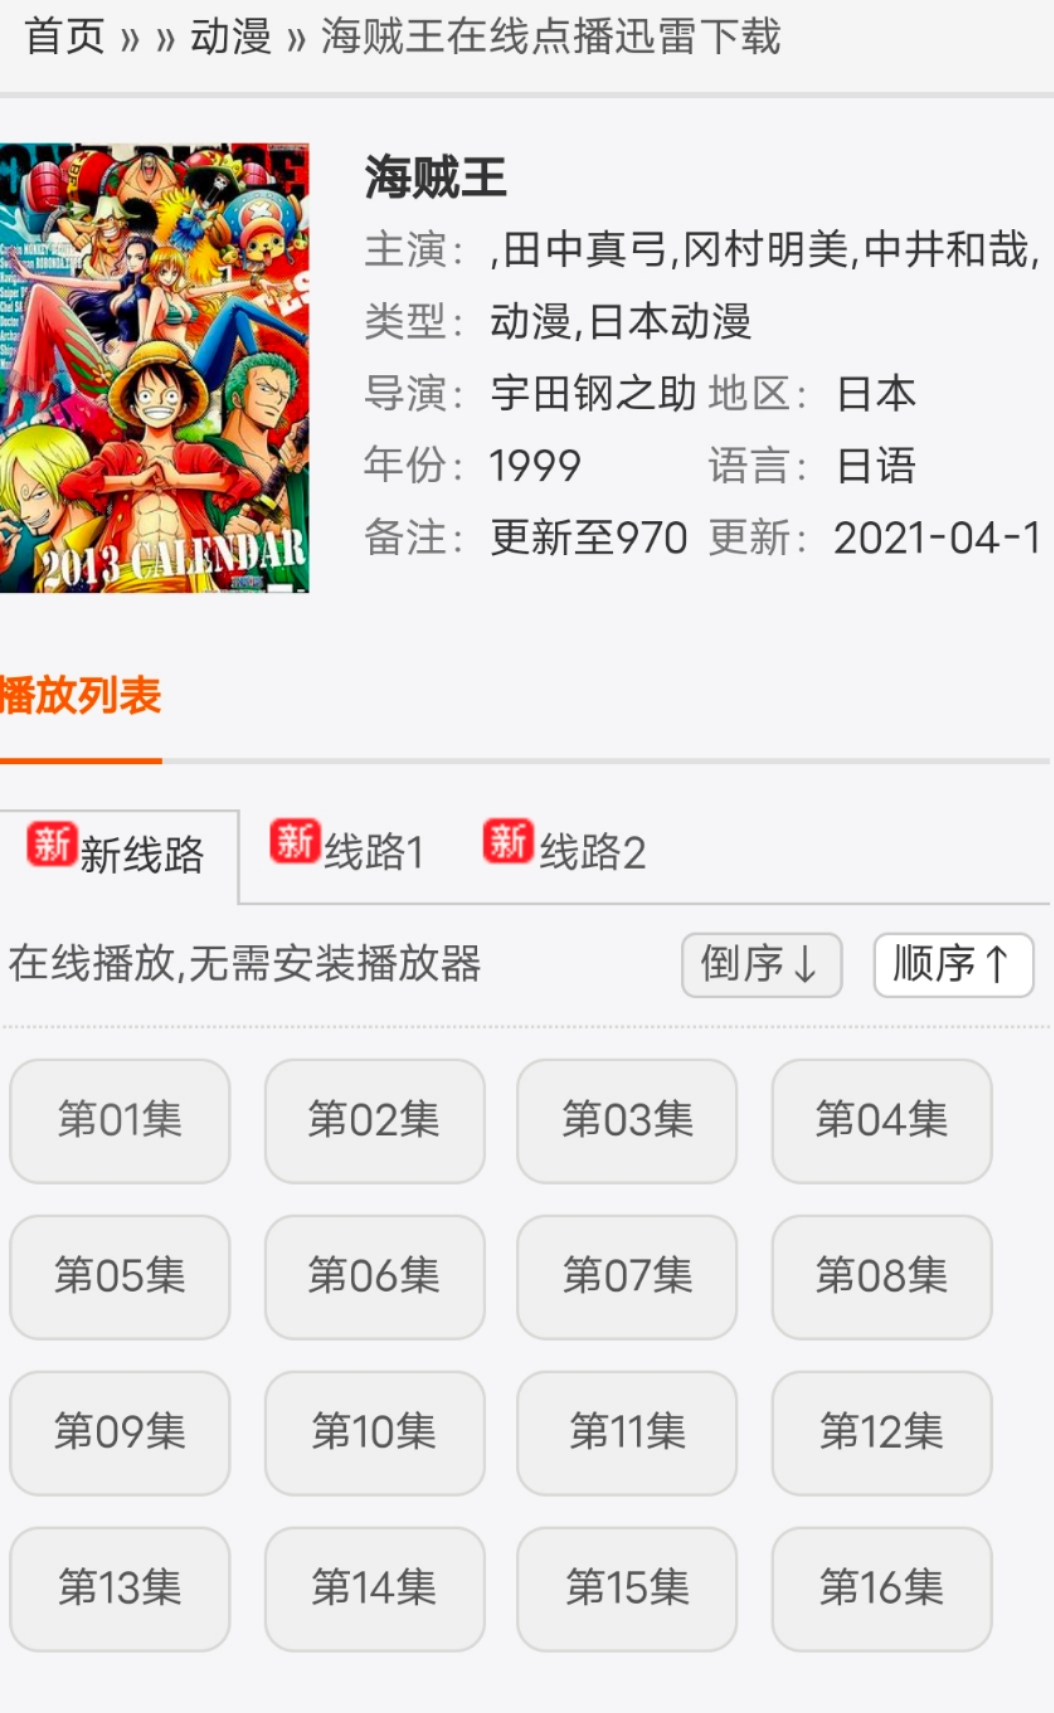 首页 » » 动漫 » 海贼王在线点播迅雷下载
海贼王
主演：,田中真弓,冈村明美,中井和哉,
类型：动漫,日本动漫
导演：宇田钢之助 地区：日本
年份：1999 语言：日语
备注：更新至970 更新：2021-04-1
2013 CALENDAR
播放列表
新 新线路 新 线路1 新 线路2
在线播放,无需安装播放器 倒序↓ 顺序↑
第01集 第02集 第03集 第04集
第05集 第06集 第07集 第08集
第09集 第10集 第11集 第12集
第13集 第14集 第15集 第16集